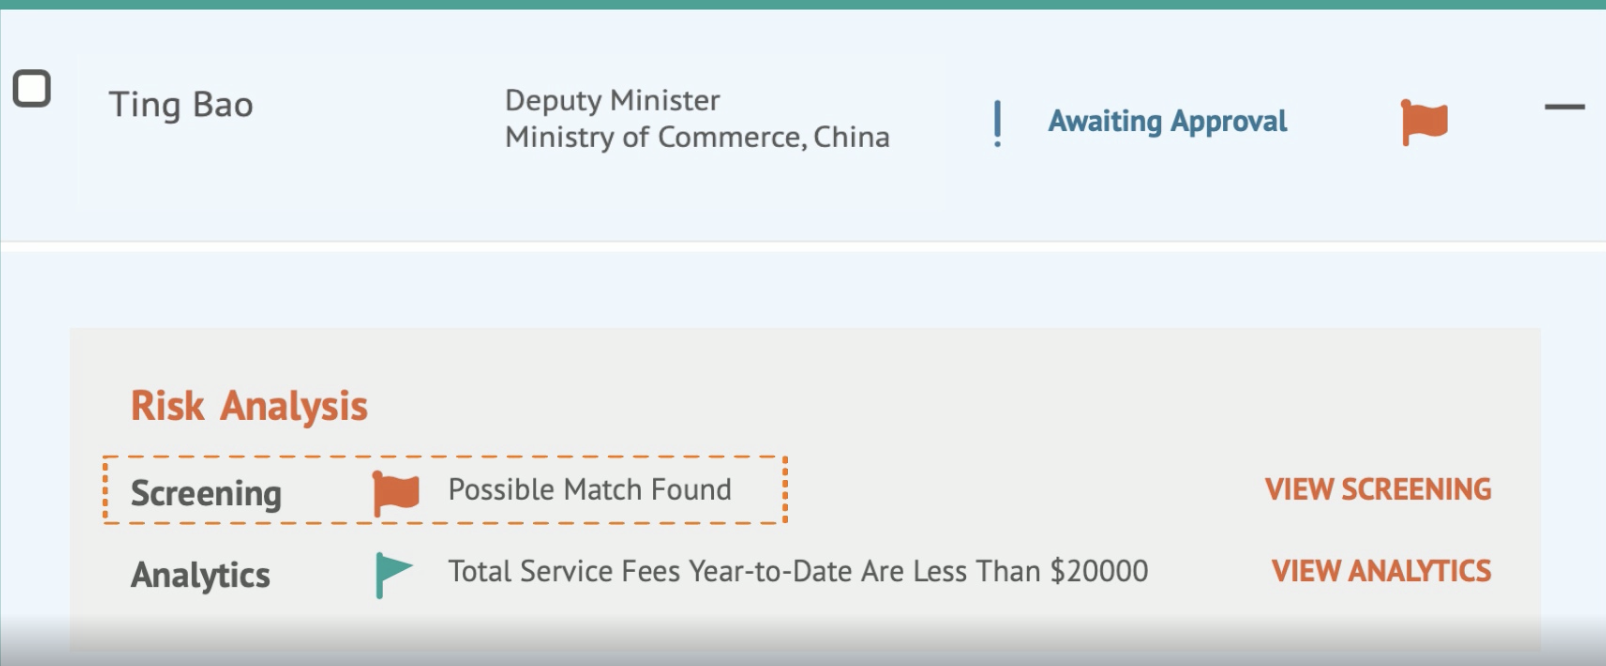 Ting Bao
Deputy Minister
Ministry of Commerce, China
Awaiting Approval
Risk Analysis
Screening Possible Match Found VIEW SCREENING
Analytics Total Service Fees Year-to-Date Are Less Than $20000 VIEW ANALYTICS